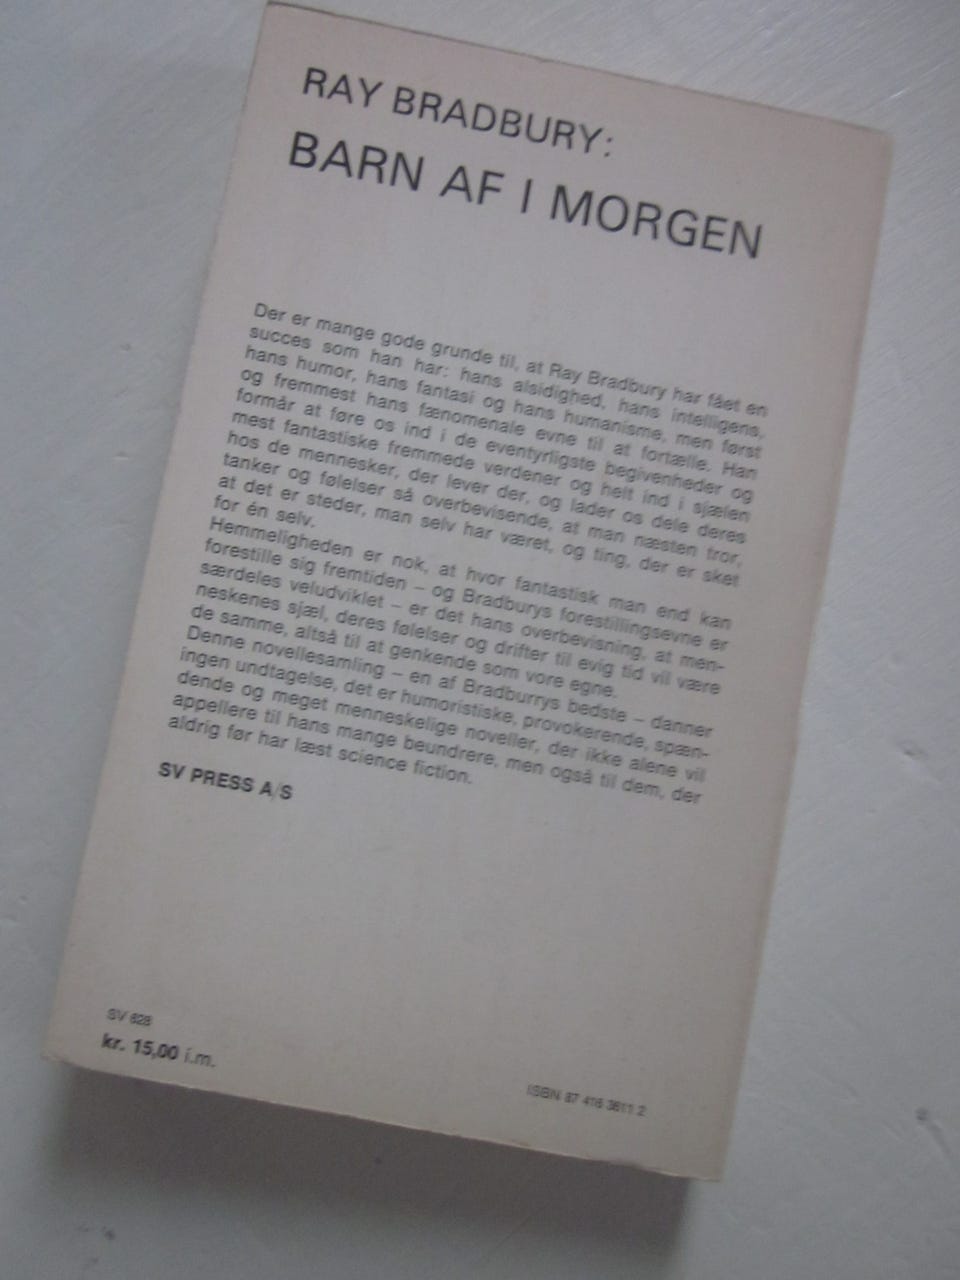 RAY BRADBURY:
BARN AF I MORGEN
Der er mange gode grunde til, at Ray Bradbury har fået en
succes som han har: hans alsidighed, hans intelligens,
hans humor, hans fantasi og hans humanisme, men først
og fremmest hans fænomenale evne til at fortælle. Han
formår at føre os ind i de eventyrligste begivenheder og
mest fantastiske fremmede verdener og helt ind i sjælen
hos de mennesker, der lever der, og lader os dele deres
tanker og følelser så overbevisende, at man næsten tror,
at det er steder, man selv har været, og ting, der er sket
for én selv.
Hemmeligheden er nok, at hvor fantastisk man end kan
forestille sig fremtiden – og Bradburys forestillingsevne er
særdeles veludviklet – er det hans overbevisning, at men-
neskenes sjæl, deres følelser og drifter til evig tid vil være
de samme, altså til at genkende som vore egne.
Denne novellesamling – en af Bradburrys bedste – danner
ingen undtagelse, det er humoristiske, provokerende, spæn-
dende og meget menneskelige noveller, der ikke alene vil
appellere til hans mange beundrere, men også til dem, der
aldrig før har læst science fiction.
SV PRESS A/S
SV 628
kr. 15,00 i.m.
ISBN 87 416 3611 2